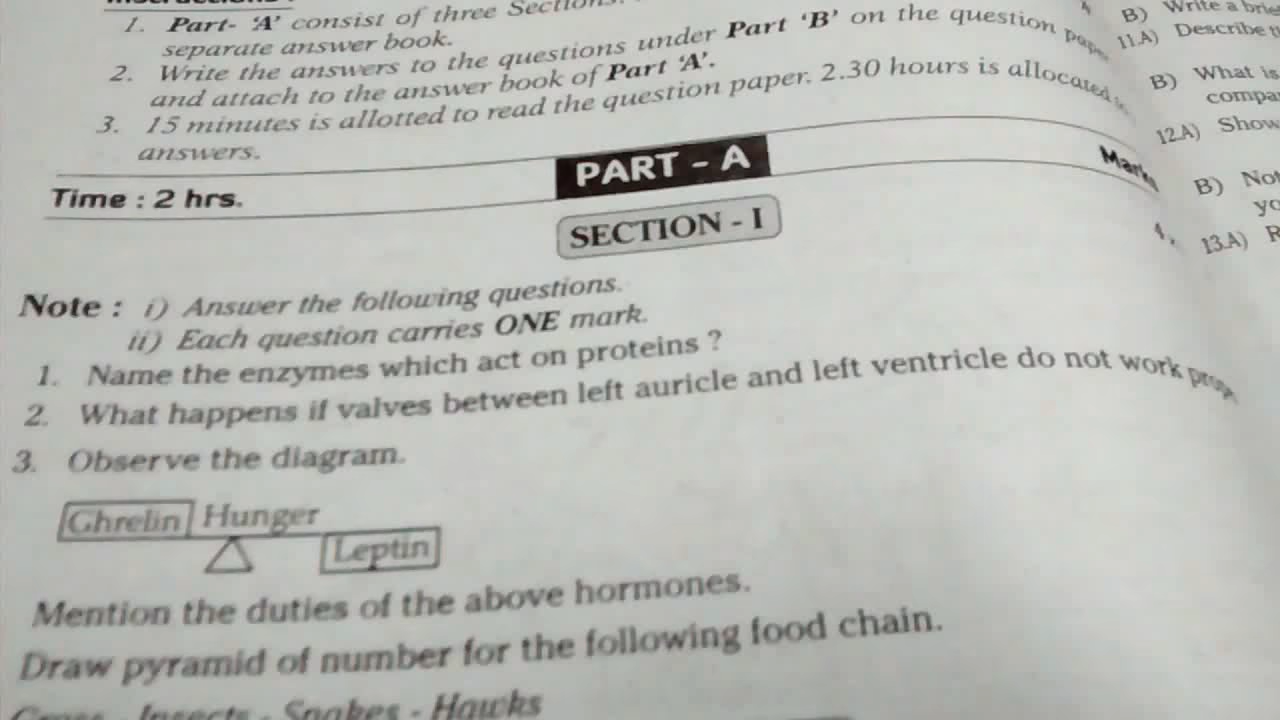 1. Part- 'A' consist of three Sections.
separate answer book.
2. Write the answers to the questions under Part 'B' on the question paper
and attach to the answer book of Part 'A'.
3. 15 minutes is allotted to read the question paper. 2.30 hours is allocated to
answers.
PART - A
Time : 2 hrs.
Marks
SECTION - I
Note : i) Answer the following questions.
ii) Each question carries ONE mark.
1. Name the enzymes which act on proteins ?
2. What happens if valves between left auricle and left ventricle do not work
3. Observe the diagram.
Ghrelin Hunger
Leptin
Mention the duties of the above hormones.
Draw pyramid of number for the following food chain.
Insects - Snakes - Hawks
B) Write a
11.A) Describe
B) What is
12.A) Show
B)
13.A)